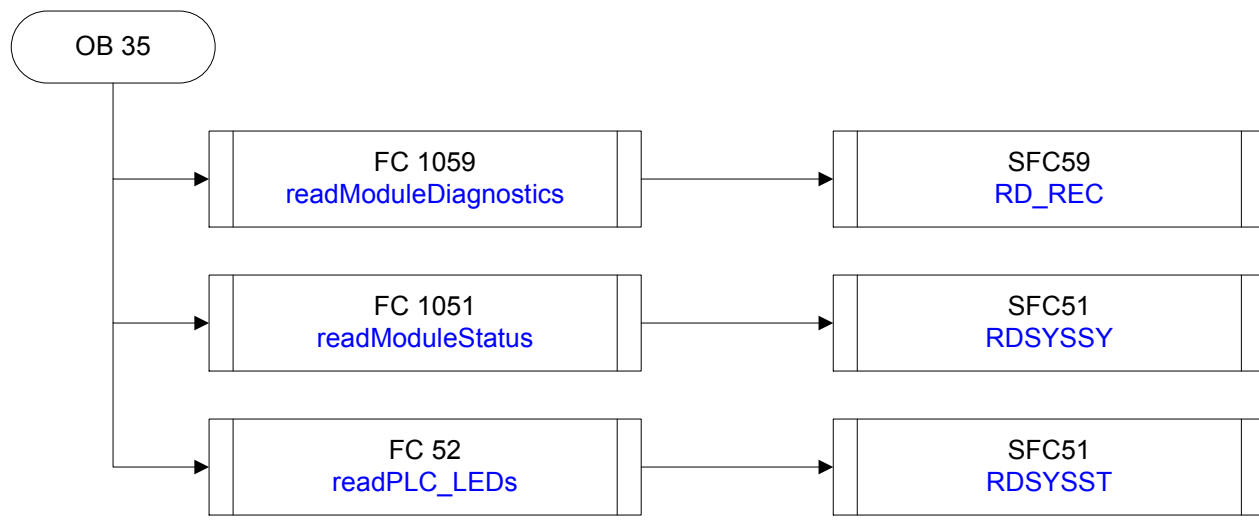 OB 35
FC 1059
readModuleDiagnostics
SFC59
RD_REC
FC 1051
readModuleStatus
SFC51
RDSYSSY
FC 52
readPLC_LEDs
SFC51
RDSYSST